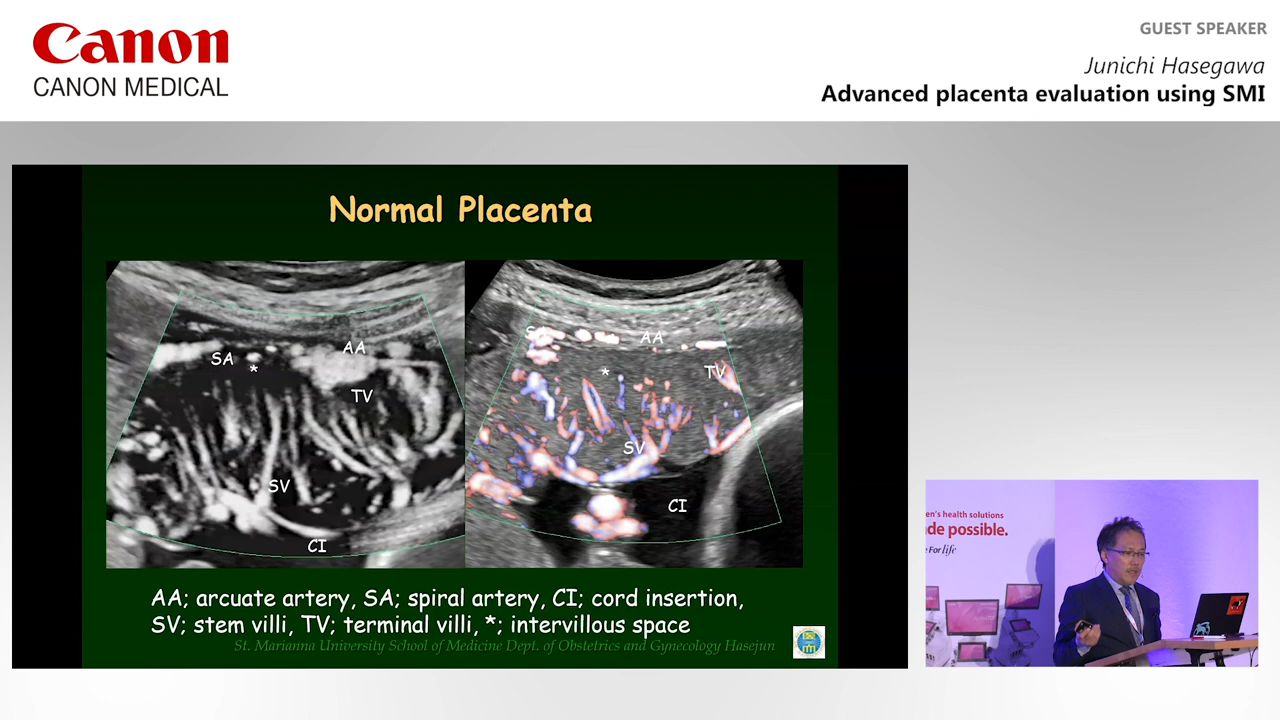 Canon
CANON MEDICAL
GUEST SPEAKER
Junichi Hasegawa
Advanced placenta evaluation using SMI
Normal Placenta
SA
*
AA
TV
SV
CI
AA
*
TV
SV
CI
AA; arcuate artery, SA; spiral artery, CI; cord insertion,
SV; stem villi, TV; terminal villi, *; intervillous space
St. Marianna University School of Medicine Dept. of Obstetrics and Gynecology Hasejun
en's health solutions
de possible.
For life